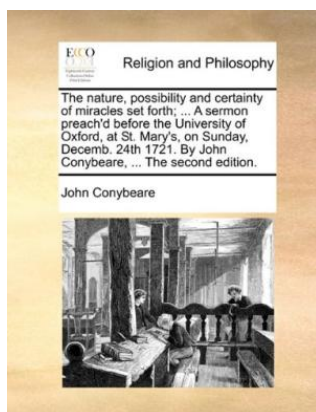 ECCO
Religion and Philosophy
The nature, possibility and certainty
of miracles set forth; ... A sermon
preach'd before the University of
Oxford, at St. Mary's, on Sunday,
Decemb. 24th 1721. By John
Conybeare, ... The second edition.
John Conybeare